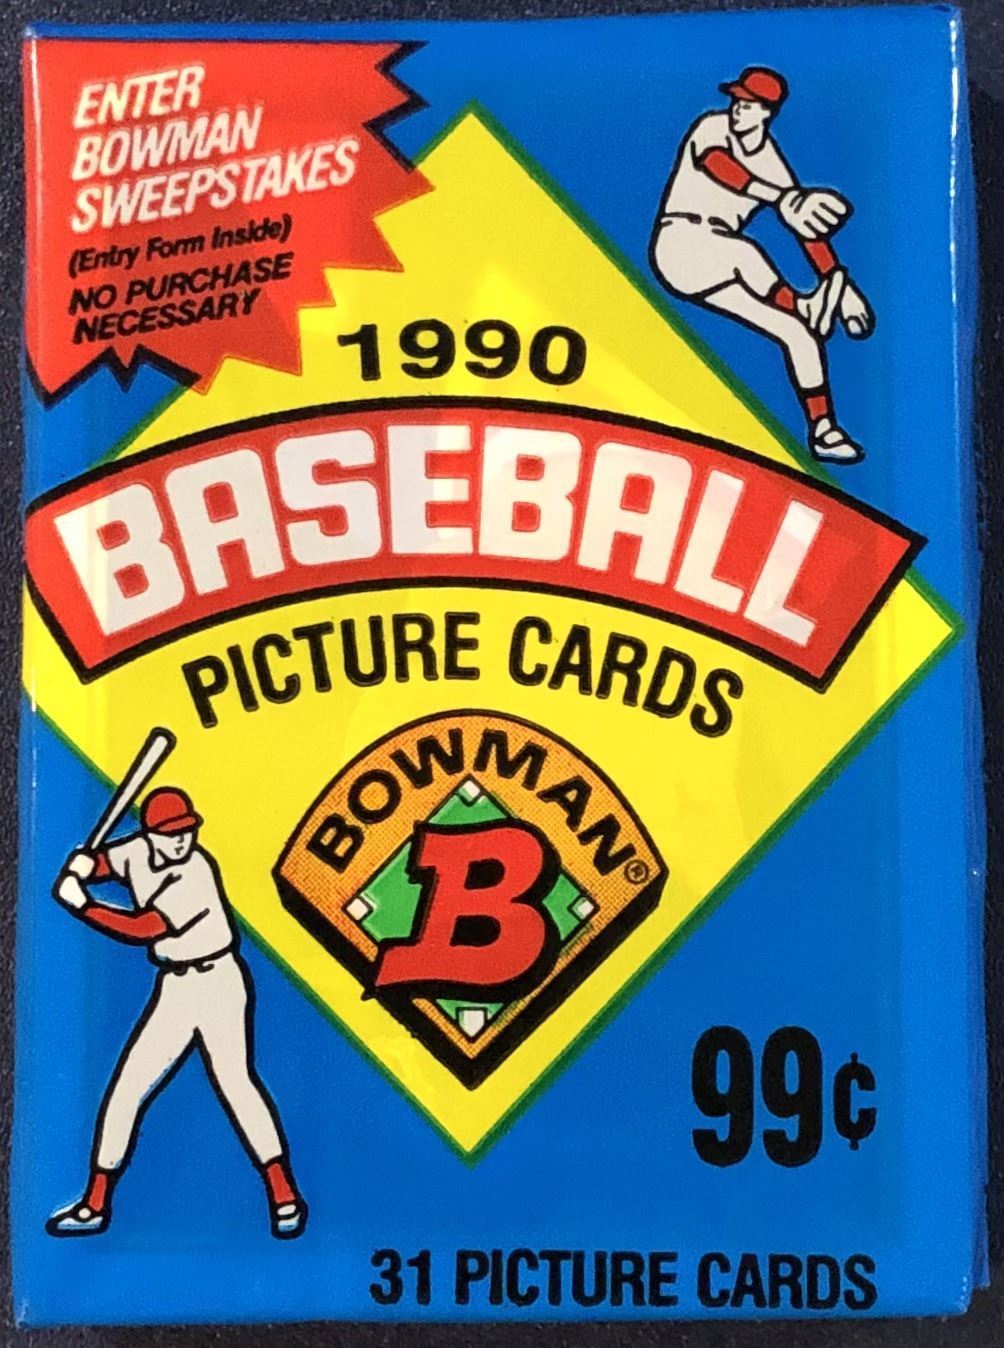 ENTER
BOWMAN
SWEEPSTAKES
(Entry Form Inside)
NO PURCHASE
NECESSARY
1990
BASEBALL
PICTURE CARDS
BOWMAN®
B
99¢
31 PICTURE CARDS